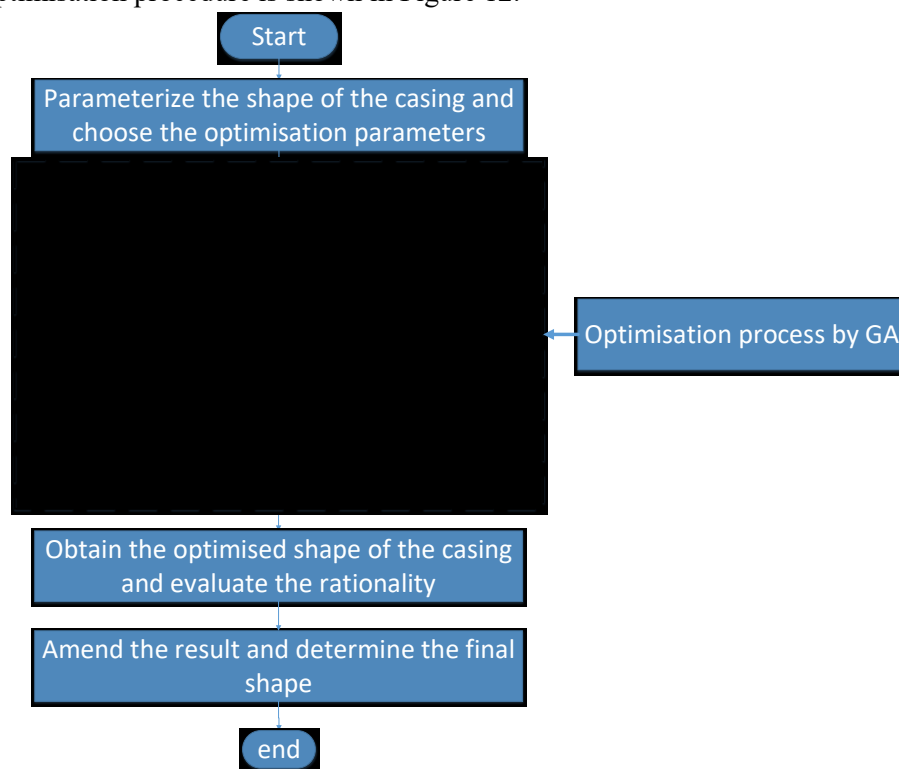 Start
Parameterize the shape of the casing and
choose the optimisation parameters
Optimisation process by GA
Obtain the optimised shape of the casing
and evaluate the rationality
Amend the result and determine the final
shape
end